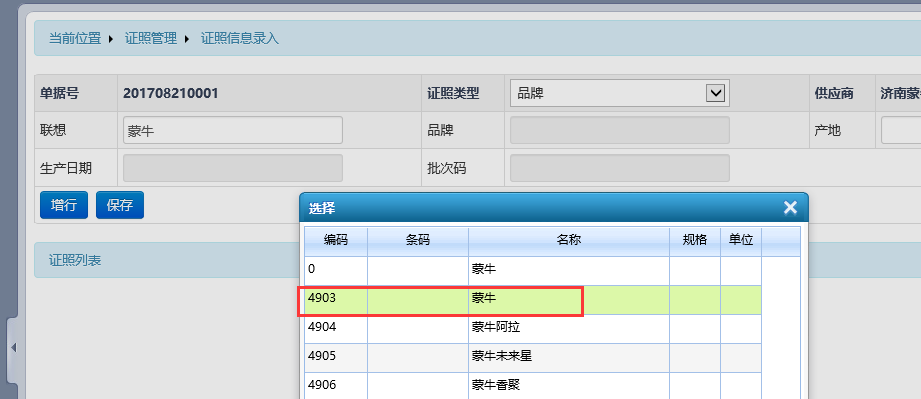 当前位置 证照管理 证照信息录入
单据号 201708210001 证照类型 品牌 供应商 济南蒙
联想 蒙牛 品牌 产地
生产日期 批次码
增行 保存
选择
证照列表
编码 条码 名称 规格 单位
0 蒙牛
4903 蒙牛
4904 蒙牛阿拉
4905 蒙牛未来星
4906 蒙牛香聚